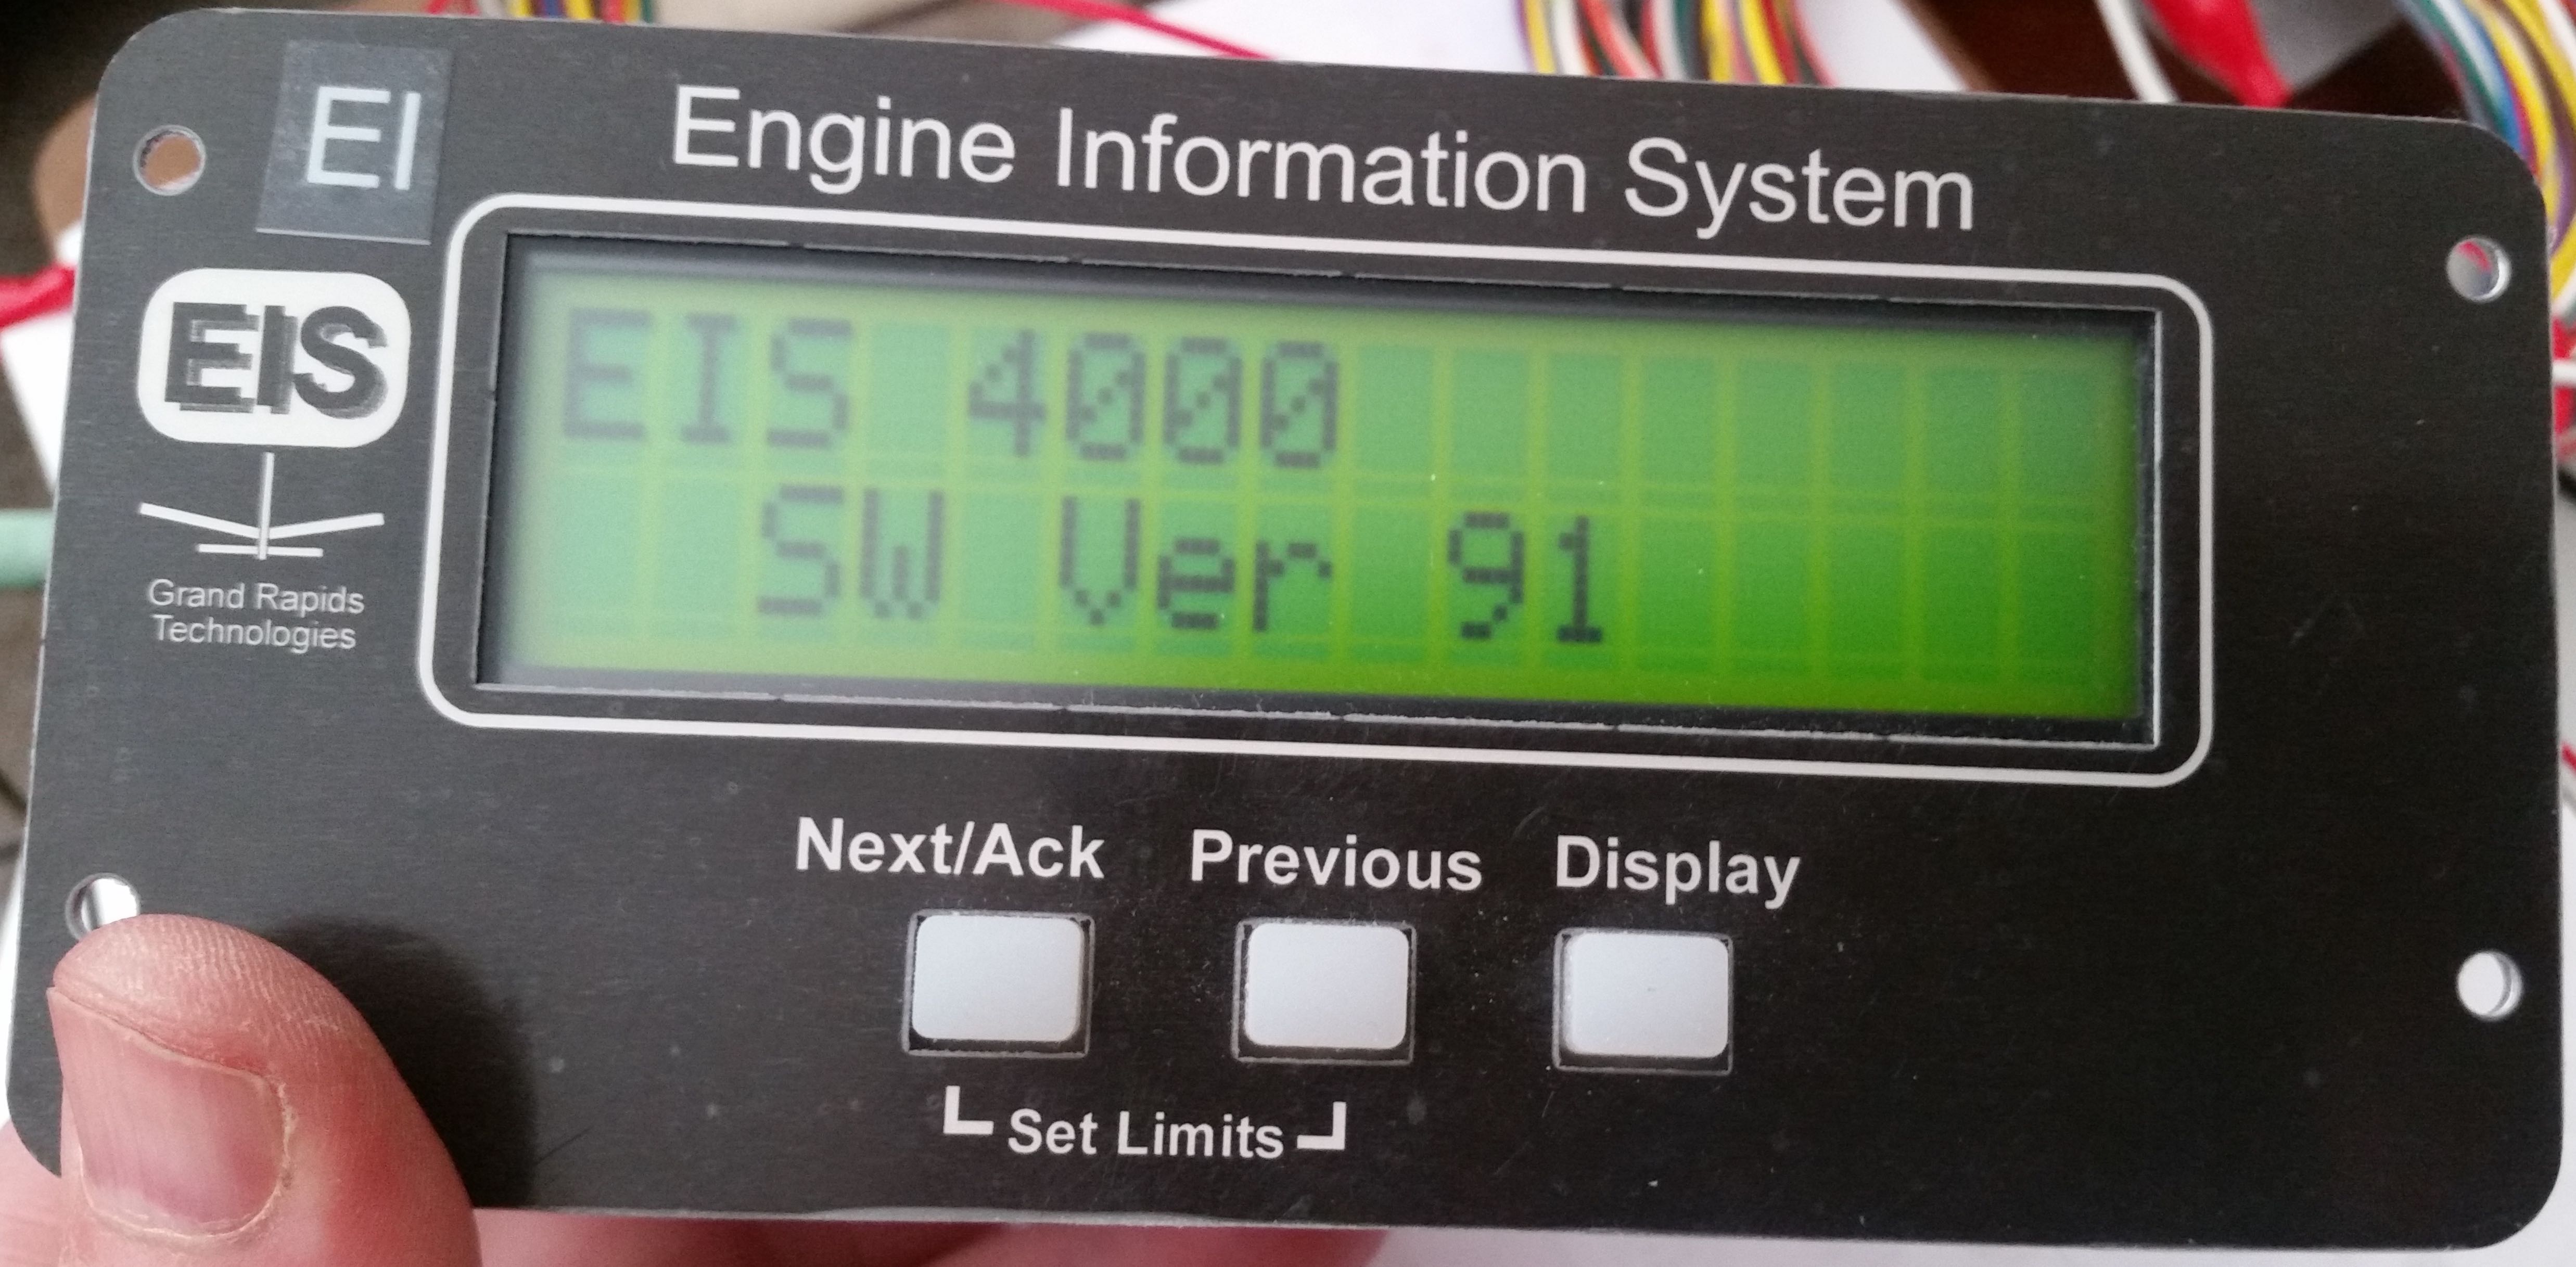 EI
Engine Information System
EIS
Grand Rapids
Technologies
EIS 4000
SW Ver 91
Next/Ack
Previous
Display
Set Limits